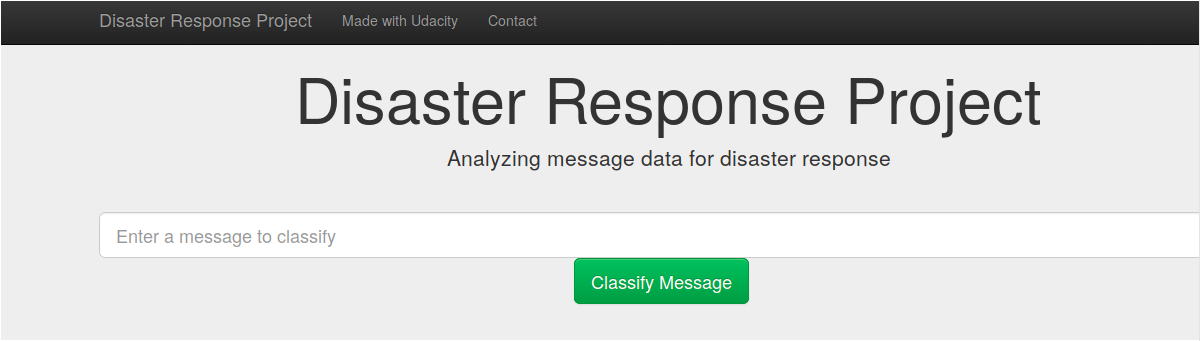 Disaster Response Project Made with Udacity Contact
Disaster Response Project
Analyzing message data for disaster response
Enter a message to classify
Classify Message